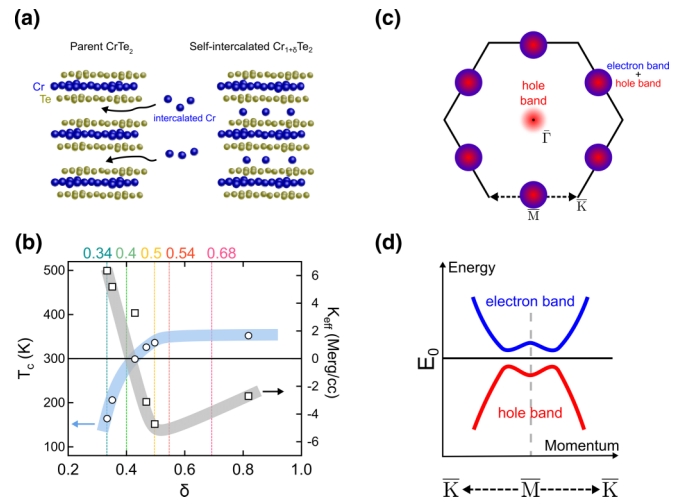 (a)
Parent CrTe₂
Self-intercalated Cr₁₊δTe₂
Cr
Te
intercalated Cr
(b)
0.34 0.4 0.5 0.54 0.68
500
400
300
200
100
T_c (K)
6
4
2
0
-2
-4
-6
K_eff (Merg/cc)
0.2 0.4 0.6 0.8 1.0
δ
(c)
electron band
+
hole band
hole
band
Γ̅
M̅
K̅
(d)
Energy
electron band
E₀
hole band
Momentum
K̅ M̅ K̅